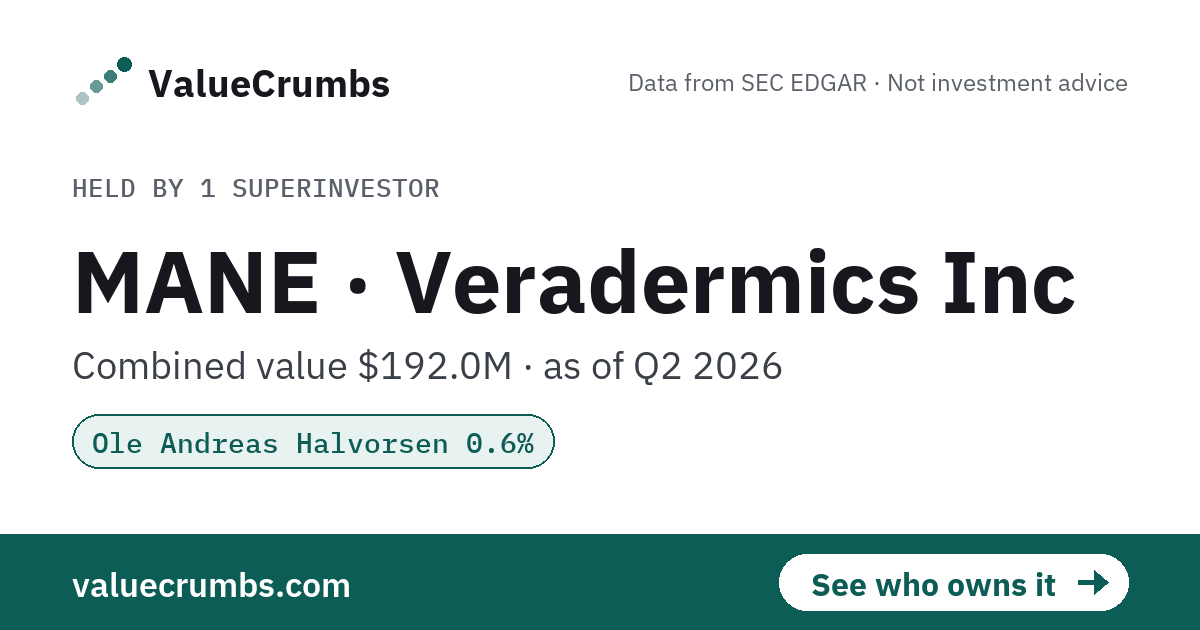 ValueCrumbs
Data from SEC EDGAR · Not investment advice
HELD BY 1 SUPERINVESTOR
MANE · Veradermics Inc
Combined value $192.0M · as of Q2 2026
Ole Andreas Halvorsen 0.6%
valuecrumbs.com
See who owns it →